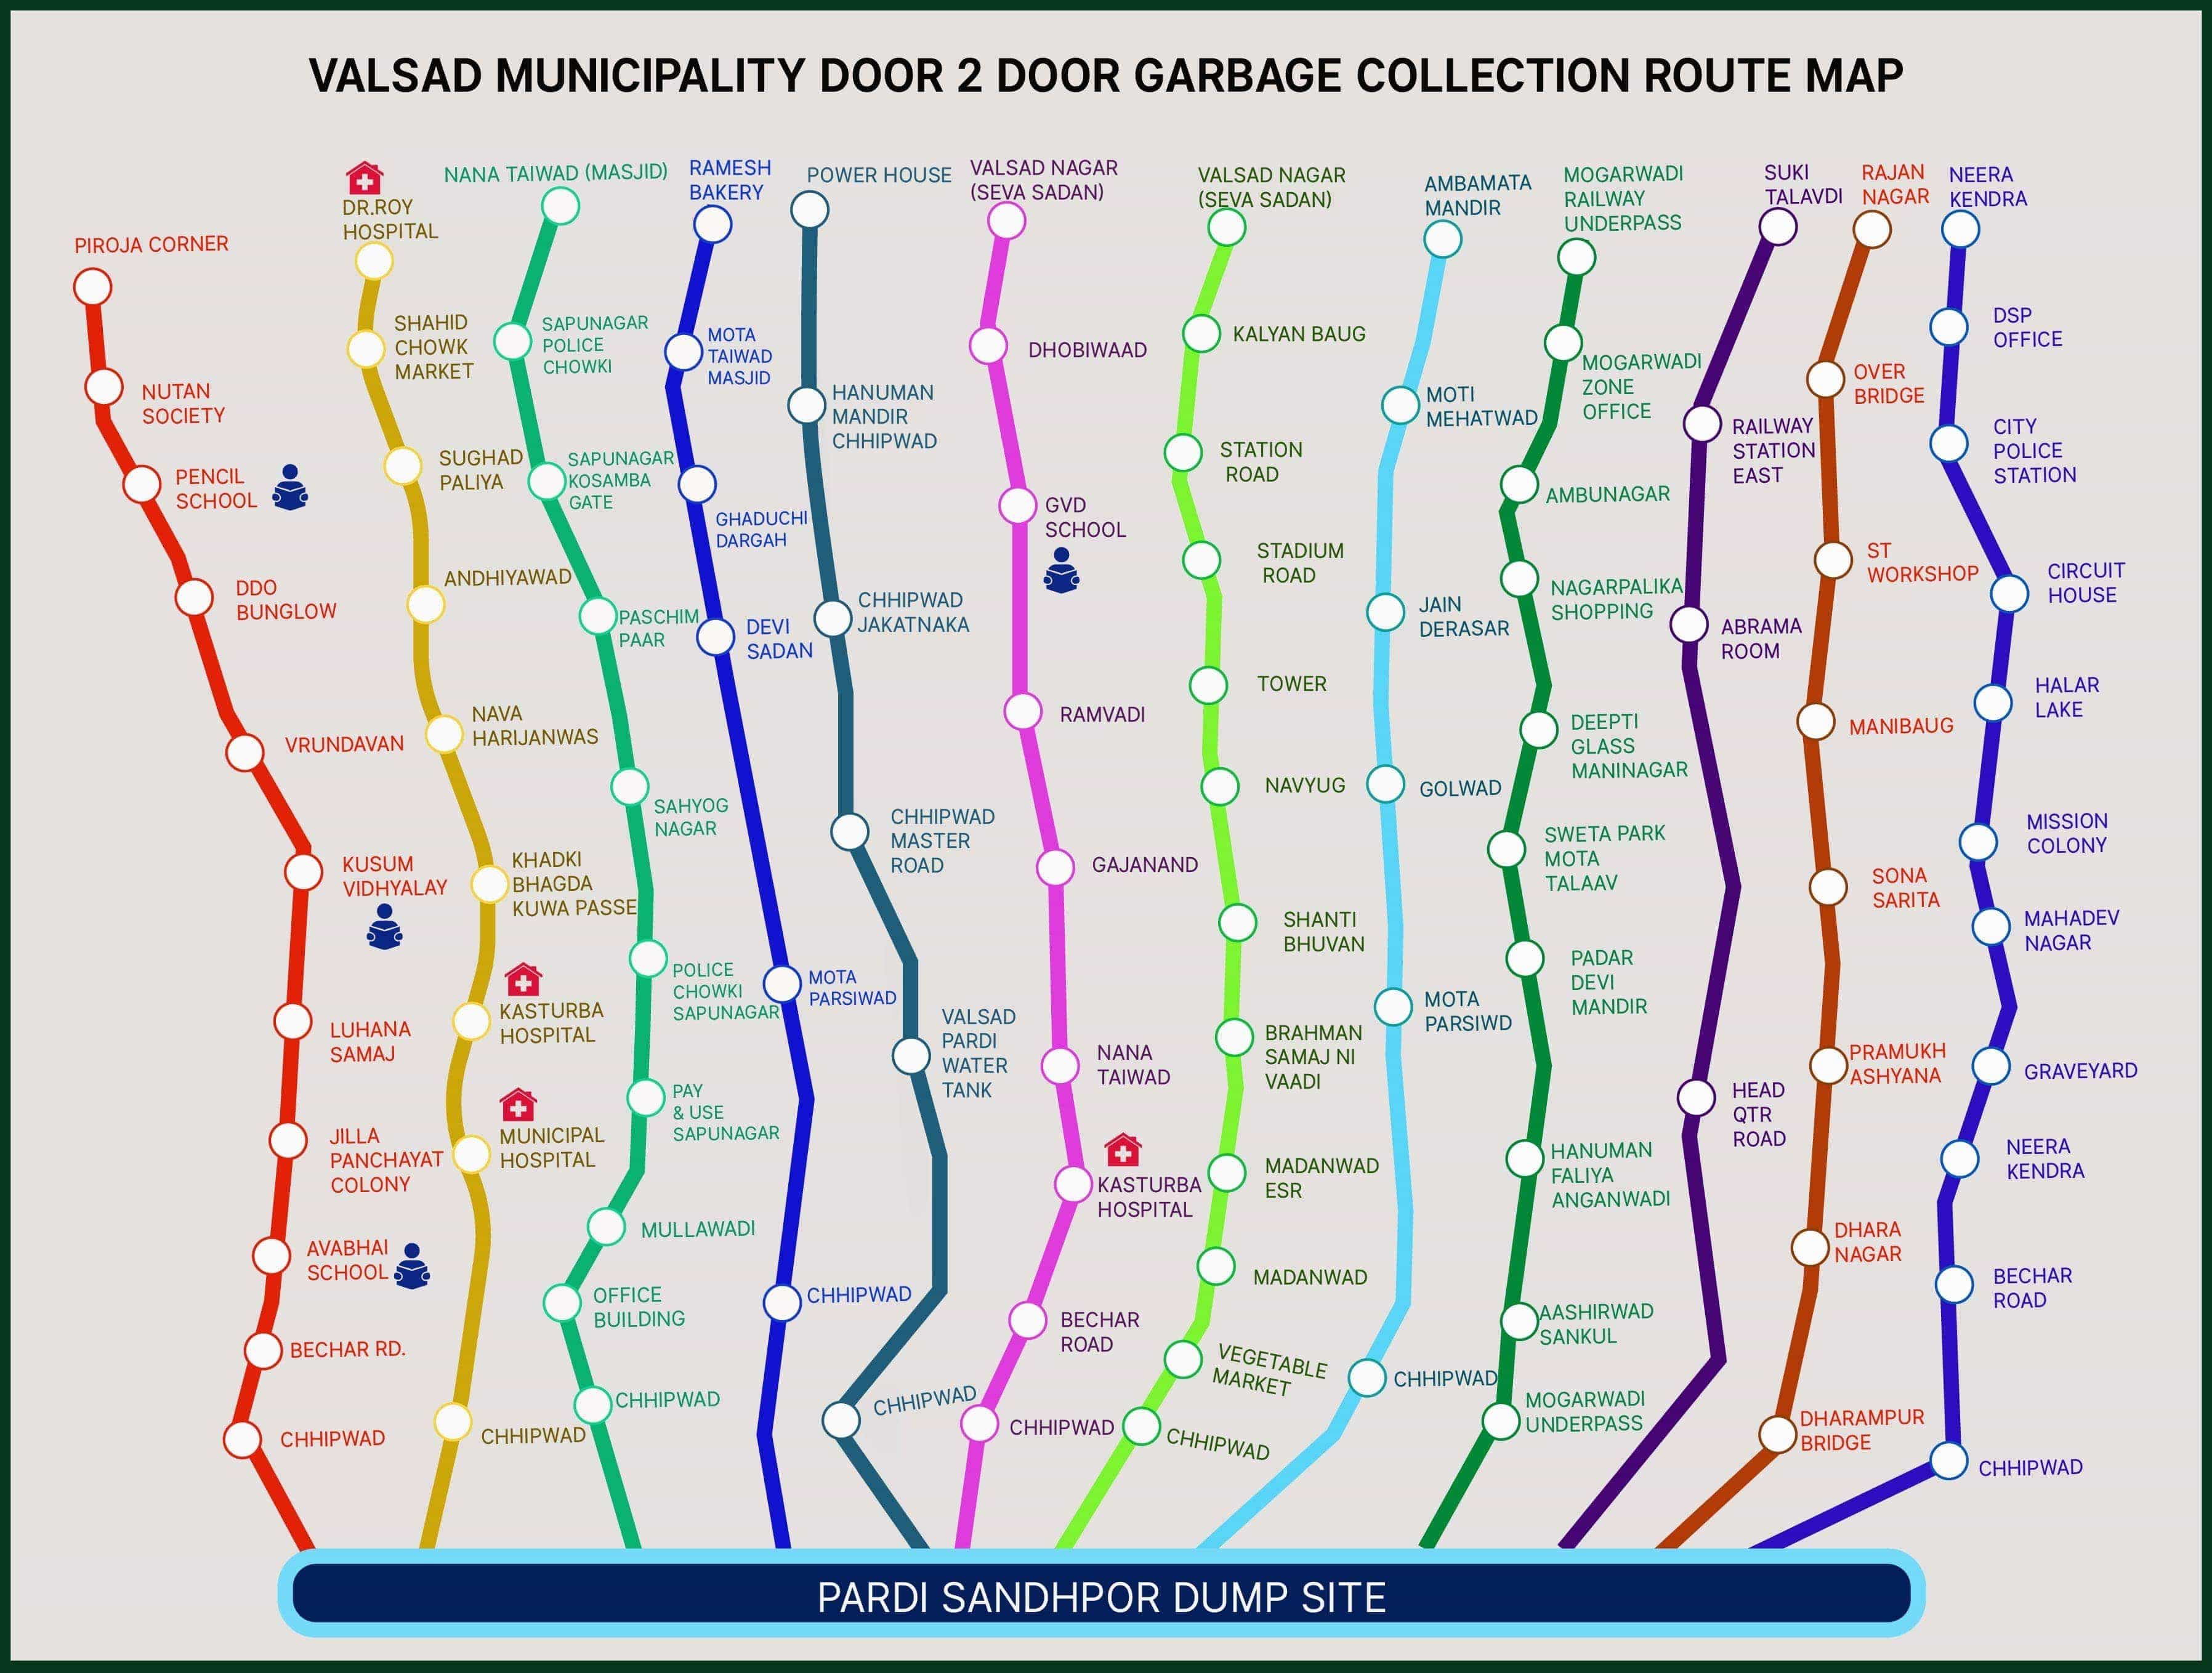 VALSAD MUNICIPALITY DOOR 2 DOOR GARBAGE COLLECTION ROUTE MAP
PIROJA CORNER
NUTAN
SOCIETY
PENCIL
SCHOOL
DDO
BUNGLOW
VRUNDAVAN
KUSUM
VIDHYALAY
LUHANA
SAMAJ
JILLA
PANCHAYAT
COLONY
AVABHAI
SCHOOL
BECHAR RD.
CHHIPWAD
DR.ROY
HOSPITAL
SHAHID
CHOWK
MARKET
SUGHAD
PALIYA
ANDHIYAWAD
NAVA
HARIJANWAS
KHADKI
BHAGDA
KUWA PASSE
KASTURBA
HOSPITAL
MUNICIPAL
HOSPITAL
CHHIPWAD
NANA TAIWAD (MASJID)
SAPUNAGAR
POLICE
CHOWKI
SAPUNAGAR
KOSAMBA
GATE
PASCHIM
PAAR
SAHYOG
NAGAR
POLICE
CHOWKI
SAPUNAGAR
PAY
& USE
SAPUNAGAR
MULLAWADI
OFFICE
BUILDING
CHHIPWAD
RAMESH
BAKERY
MOTA
TAIWAD
MASJID
GHADUCHI
DARGAH
DEVI
SADAN
MOTA
PARSIWAD
CHHIPWAD
POWER HOUSE
HANUMAN
MANDIR
CHHIPWAD
CHHIPWAD
JAKATNAKA
CHHIPWAD
MASTER
ROAD
VALSAD
PARDI
WATER
TANK
CHHIPWAD
VALSAD NAGAR
(SEVA SADAN)
DHOBIWAAD
GVD
SCHOOL
RAMVADI
GAJANAND
NANA
TAIWAD
KASTURBA
HOSPITAL
BECHAR
ROAD
CHHIPWAD
VALSAD NAGAR
(SEVA SADAN)
KALYAN BAUG
STATION
ROAD
STADIUM
ROAD
TOWER
NAVYUG
SHANTI
BHUVAN
BRAHMAN
SAMAJ NI
VAADI
MADANWAD
ESR
MADANWAD
VEGETABLE
MARKET
CHHIPWAD
AMBAMATA
MANDIR
MOTI
MEHATWAD
JAIN
DERASAR
GOLWAD
MOTA
PARSIWD
CHHIPWAD
MOGARWADI
RAILWAY
UNDERPASS
MOGARWADI
ZONE
OFFICE
AMBUNAGAR
NAGARPALIKA
SHOPPING
DEEPTI
GLASS
MANINAGAR
SWETA PARK
MOTA
TALAAV
PADAR
DEVI
MANDIR
HANUMAN
FALIYA
ANGANWADI
AASHIRWAD
SANKUL
MOGARWADI
UNDERPASS
SUKI
TALAVDI
RAILWAY
STATION
EAST
ABRAMA
ROOM
HEAD
QTR
ROAD
RAJAN
NAGAR
OVER
BRIDGE
ST
WORKSHOP
MANIBAUG
SONA
SARITA
PRAMUKH
ASHYANA
DHARA
NAGAR
DHARAMPUR
BRIDGE
NEERA
KENDRA
DSP
OFFICE
CITY
POLICE
STATION
CIRCUIT
HOUSE
HALAR
LAKE
MISSION
COLONY
MAHADEV
NAGAR
GRAVEYARD
NEERA
KENDRA
BECHAR
ROAD
CHHIPWAD
PARDI SANDHPOR DUMP SITE